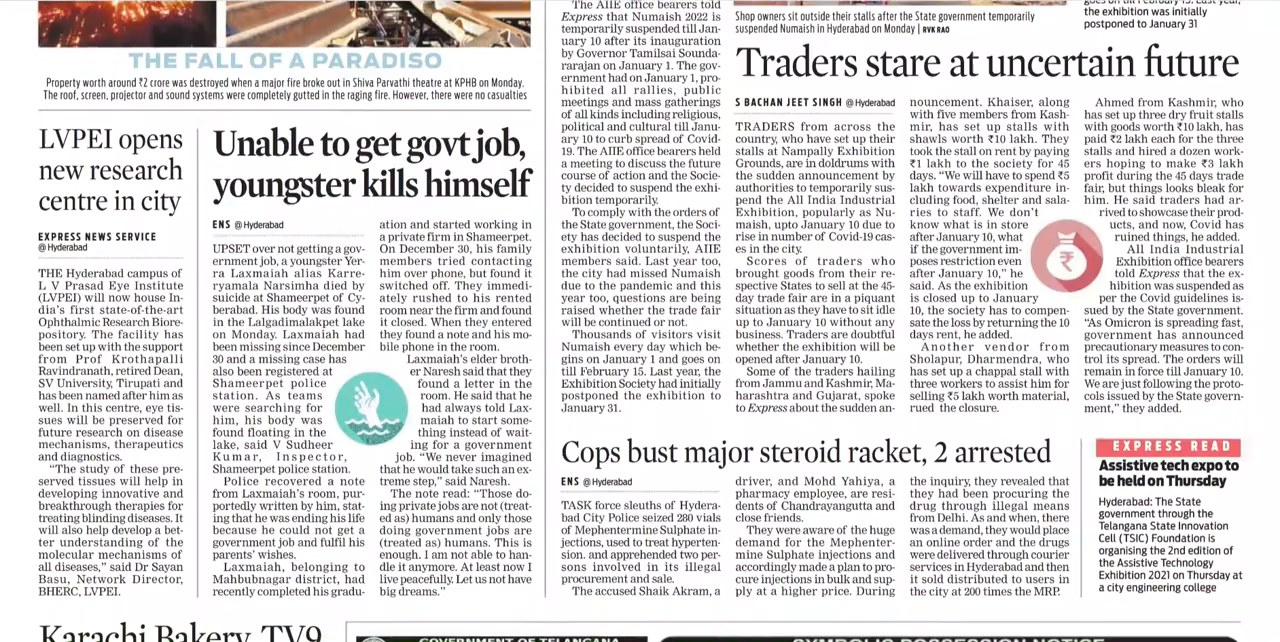 THE FALL OF A PARADISO
Property worth around ₹2 crore was destroyed when a major fire broke out in Shiva Parvathi theatre at KPHB on Monday.
The roof, screen, projector and sound systems were completely gutted in the raging fire. However, there were no casualties
LVPEI opens
new research
centre in city
EXPRESS NEWS SERVICE
@ Hyderabad
THE Hyderabad campus of
L V Prasad Eye Institute
(LVPEI) will now house In-
dia's first state-of-the-art
Ophthalmic Research Biore-
pository. The facility has
been set up with the support
from Prof Krothapalli
Ravindranath, retired Dean,
SV University, Tirupati and
has been named after him as
well. In this centre, eye tis-
sues will be preserved for
future research on disease
mechanisms, therapeutics
and diagnostics.
"The study of these pre-
served tissues will help in
developing innovative and
breakthrough therapies for
treating blinding diseases. It
will also help develop a bet-
ter understanding of the
molecular mechanisms of
all diseases," said Dr Sayan
Basu, Network Director,
BHERC, LVPEI.
Unable to get govt job,
youngster kills himself
ENS @ Hyderabad
UPSET over not getting a gov-
ernment job, a youngster Yer-
ra Laxmaiah alias Karre-
ryamala Narsimha died by
suicide at Shameerpet of Cy-
berabad. His body was found
in the Lalgadimalakpet lake
on Monday. Laxmaiah had
been missing since December
30 and a missing case has
also been registered at
Shameerpet police
station. As teams
were searching for
him, his body was
found floating in the
lake, said V Sudheer
Kumar, Inspector,
Shameerpet police station.
Police recovered a note
from Laxmaiah's room, pur-
portedly written by him, stat-
ing that he was ending his life
because he could not get a
government job and fulfil his
parents' wishes.
Laxmaiah, belonging to
Mahbubnagar district, had
recently completed his gradu-
ation and started working in
a private firm in Shameerpet.
On December 30, his family
members tried contacting
him over phone, but found it
switched off. They immedi-
ately rushed to his rented
room near the firm and found
it closed. When they entered
they found a note and his mo-
bile phone in the room.
Laxmaiah's elder broth-
er Naresh said that they
found a letter in the
room. He said that he
had always told Lax-
maiah to start some-
thing instead of wait-
ing for a government
job. "We never imagined
that he would take such an ex-
treme step," said Naresh.
The note read: "Those do-
ing private jobs are not (treat-
ed as) humans and only those
doing government jobs are
(treated as) humans. This is
enough. I am not able to han-
dle it anymore. At least now I
live peacefully. Let us not have
big dreams."
The AIIE office bearers told
Express that Numaish 2022 is
temporarily suspended till Jan-
uary 10 after its inauguration
by Governor Tamilsai Sounda-
rarajan on January 1. The gov-
ernment had on January 1, pro-
hibited all rallies, public
meetings and mass gatherings
of all kinds including religious,
political and cultural till Janu-
ary 10 to curb spread of Covid-
19. The AIIE office bearers held
a meeting to discuss the future
course of action and the Socie-
ty decided to suspend the exhi-
bition temporarily.
To comply with the orders of
the State government, the Soci-
ety has decided to suspend the
exhibition voluntarily, AIIE
members said. Last year too,
the city had missed Numaish
due to the pandemic and this
year too, questions are being
raised whether the trade fair
will be continued or not.
Thousands of visitors visit
Numaish every day which be-
gins on January 1 and goes on
till February 15. Last year, the
Exhibition Society had initially
postponed the exhibition to
January 31.
Shop owners sit outside their stalls after the State government temporarily
suspended Numaish in Hyderabad on Monday | RVK RAO
the exhibition was initially
postponed to January 31
Traders stare at uncertain future
S BACHAN JEET SINGH @ Hyderabad
TRADERS from across the
country, who have set up their
stalls at Nampally Exhibition
Grounds, are in doldrums with
the sudden announcement by
authorities to temporarily sus-
pend the All India Industrial
Exhibition, popularly as Nu-
maish, upto January 10 due to
rise in number of Covid-19 cas-
es in the city.
Scores of traders who
brought goods from their re-
spective States to sell at the 45-
day trade fair are in a piquant
situation as they have to sit idle
up to January 10 without any
business. Traders are doubtful
whether the exhibition will be
opened after January 10.
Some of the traders hailing
from Jammu and Kashmir, Ma-
harashtra and Gujarat, spoke
to Express about the sudden an-
nouncement. Khaiser, along
with five members from Kash-
mir, has set up stalls with
shawls worth ₹10 lakh. They
took the stall on rent by paying
₹1 lakh to the society for 45
days. "We will have to spend ₹5
lakh towards expenditure in-
cluding food, shelter and sala-
ries to staff. We don't
know what is in store
after January 10, what
if the government im-
poses restriction even
after January 10," he
said. As the exhibition
is closed up to January
10, the society has to compen-
sate the loss by returning the 10
days rent, he added.
Another vendor from
Sholapur, Dharmendra, who
has set up a chappal stall with
three workers to assist him for
selling ₹5 lakh worth material,
rued the closure.
Ahmed from Kashmir, who
has set up three dry fruit stalls
with goods worth ₹10 lakh, has
paid ₹2 lakh each for the three
stalls and hired a dozen work-
ers hoping to make ₹3 lakh
profit during the 45 days trade
fair, but things looks bleak for
him. He said traders had ar-
rived to showcase their prod-
ucts, and now, Covid has
ruined things, he added.
All India Industrial
Exhibition office bearers
told Express that the ex-
hibition was suspended as
per the Covid guidelines is-
sued by the State government.
"As Omicron is spreading fast,
government has announced
precautionary measures to con-
trol its spread. The orders will
remain in force till January 10.
We are just following the proto-
cols issued by the State govern-
ment," they added.
Cops bust major steroid racket, 2 arrested
ENS @ Hyderabad
TASK force sleuths of Hydera-
bad City Police seized 280 vials
of Mephentermine Sulphate in-
jections, used to treat hyperten-
sion. and apprehended two per-
sons involved in its illegal
procurement and sale.
The accused Shaik Akram, a
driver, and Mohd Yahiya, a
pharmacy employee, are resi-
dents of Chandrayangutta and
close friends.
They were aware of the huge
demand for the Mephenter-
mine Sulphate injections and
accordingly made a plan to pro-
cure injections in bulk and sup-
ply at a higher price. During
the inquiry, they revealed that
they had been procuring the
drug through illegal means
from Delhi. As and when, there
was a demand, they would place
an online order and the drugs
were delivered through courier
services in Hyderabad and then
it sold distributed to users in
the city at 200 times the MRP.
EXPRESS READ
Assistive tech expo to
be held on Thursday
Hyderabad: The State
government through the
Telangana State Innovation
Cell (TSIC) Foundation is
organising the 2nd edition of
the Assistive Technology
Exhibition 2021 on Thursday at
a city engineering college
Karachi Bakery, TV9
GOVERNMENT OF TELANGANA
SYMBOLIC POSSESSION NOTICE